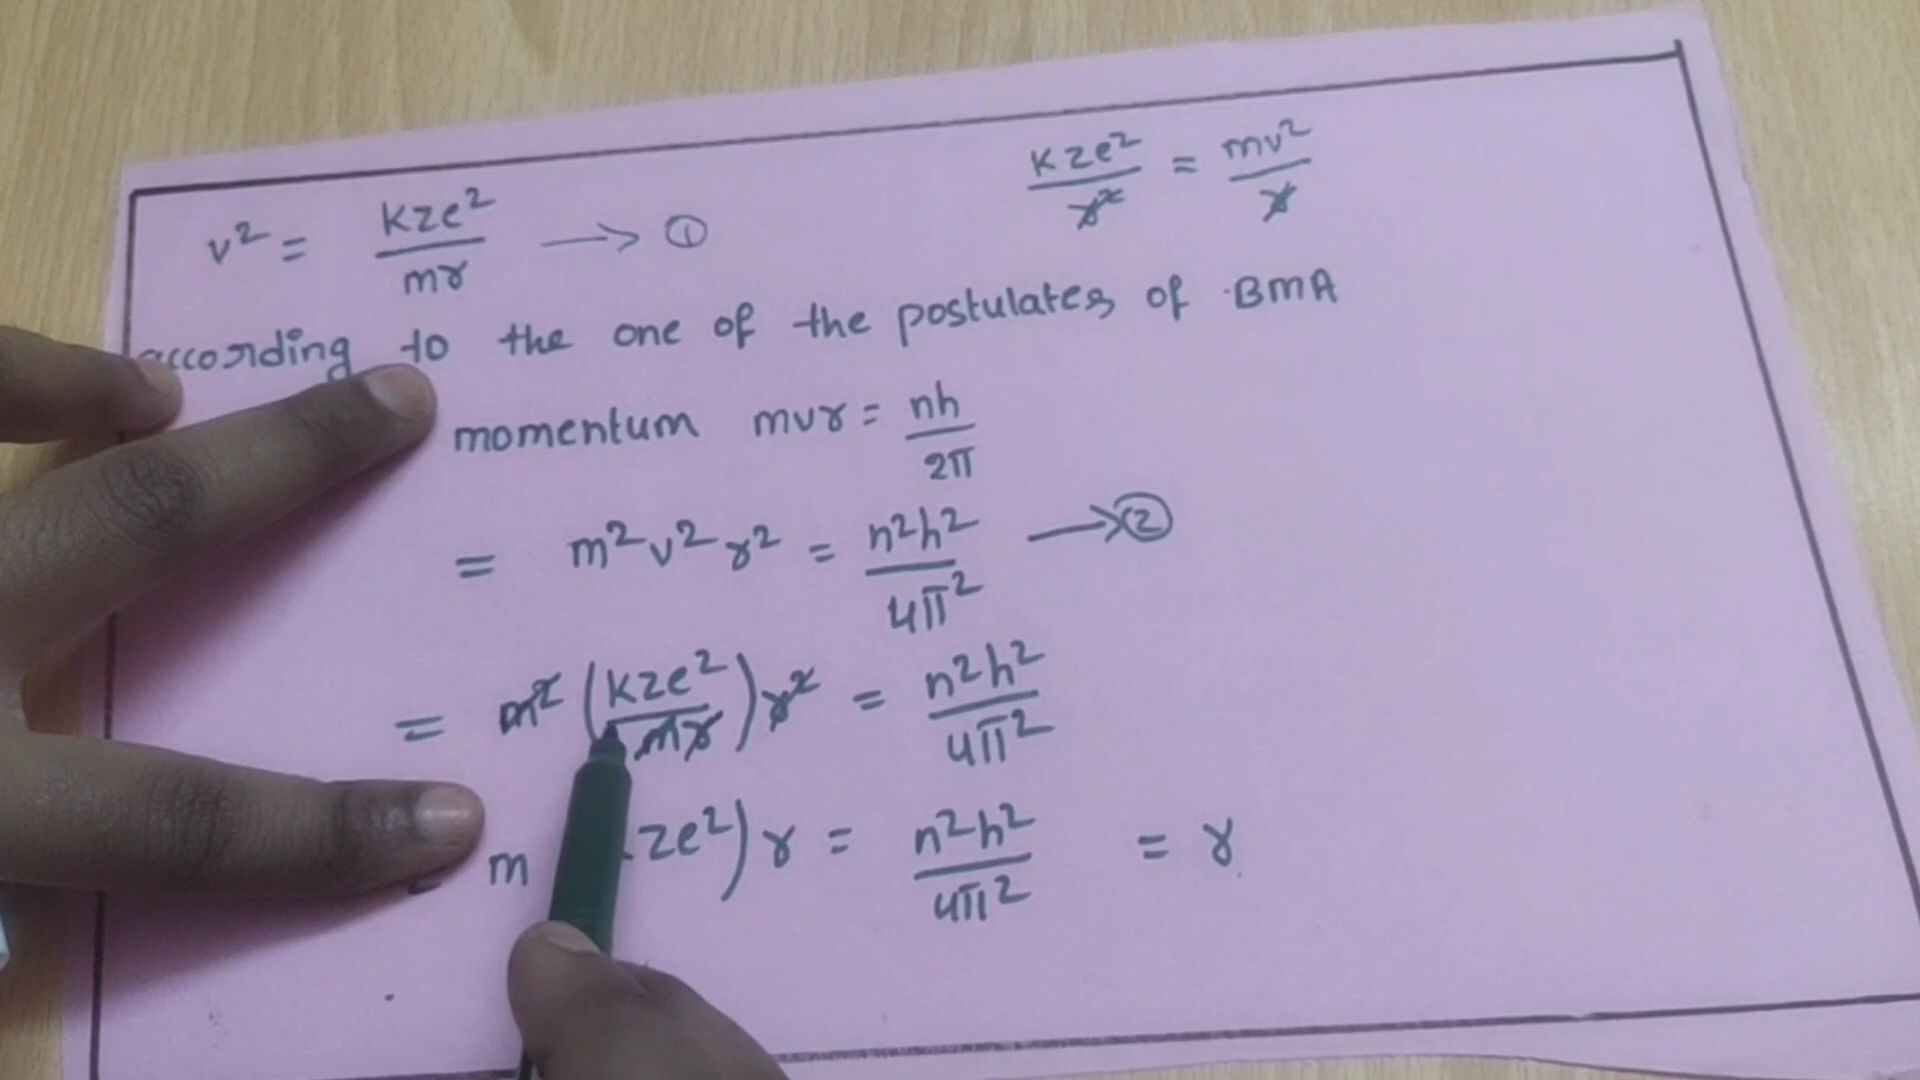 v² = kze²/mr → ①
kze²/r² = mv²/r
according to the one of the postulates of BMA
momentum mvr = nh/2π
= m²v²r² = n²h²/4π² → ②
= m² (kze²/mr) r² = n²h²/4π²
= m ze²) r = n²h²/4π² = r